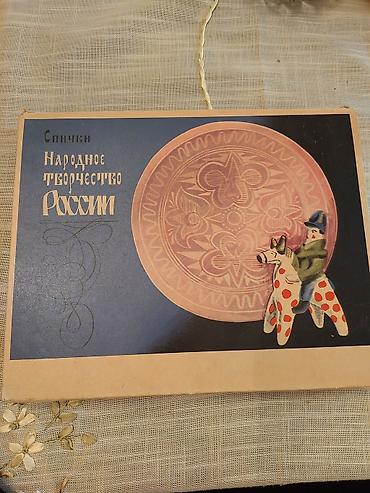 Спички
Народное
творчество
России